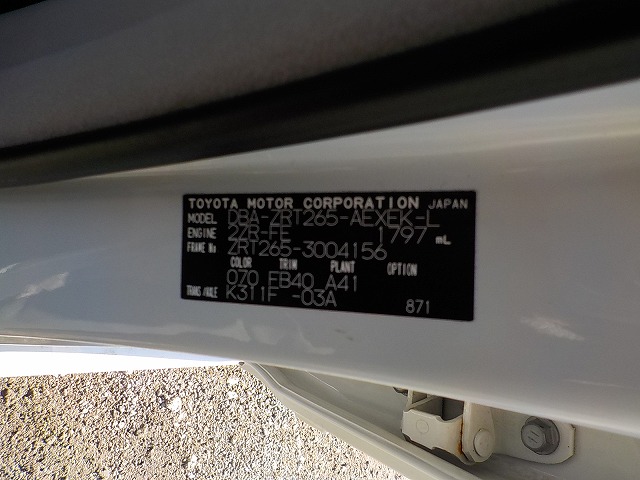 TOYOTA MOTOR CORPORATION JAPAN
MODEL DBA-ZRT265-AEXEK-L
ENGINE 2ZR-FE 1797 mL
FRAME No ZRT265-3004156
COLOR TRIM PLANT OPTION
070 FB40 A41
TRANS/AXLE K311F -03A
871